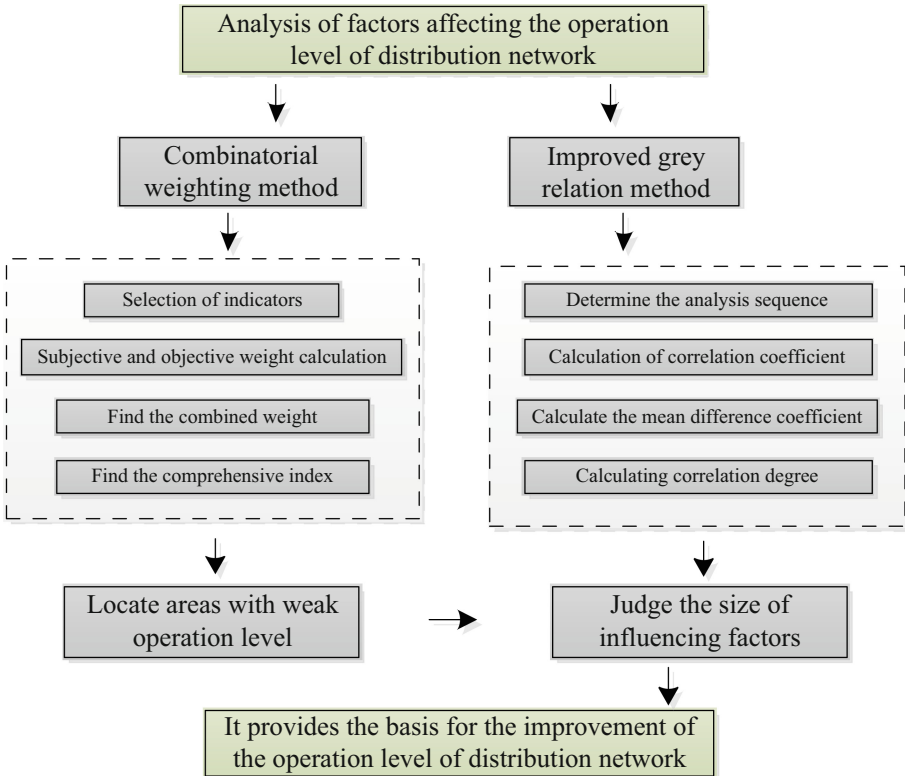 Analysis of factors affecting the operation
level of distribution network
Combinatorial
weighting method
Improved grey
relation method
Selection of indicators
Subjective and objective weight calculation
Find the combined weight
Find the comprehensive index
Determine the analysis sequence
Calculation of correlation coefficient
Calculate the mean difference coefficient
Calculating correlation degree
Locate areas with weak
operation level
Judge the size of
influencing factors
It provides the basis for the improvement of
the operation level of distribution network